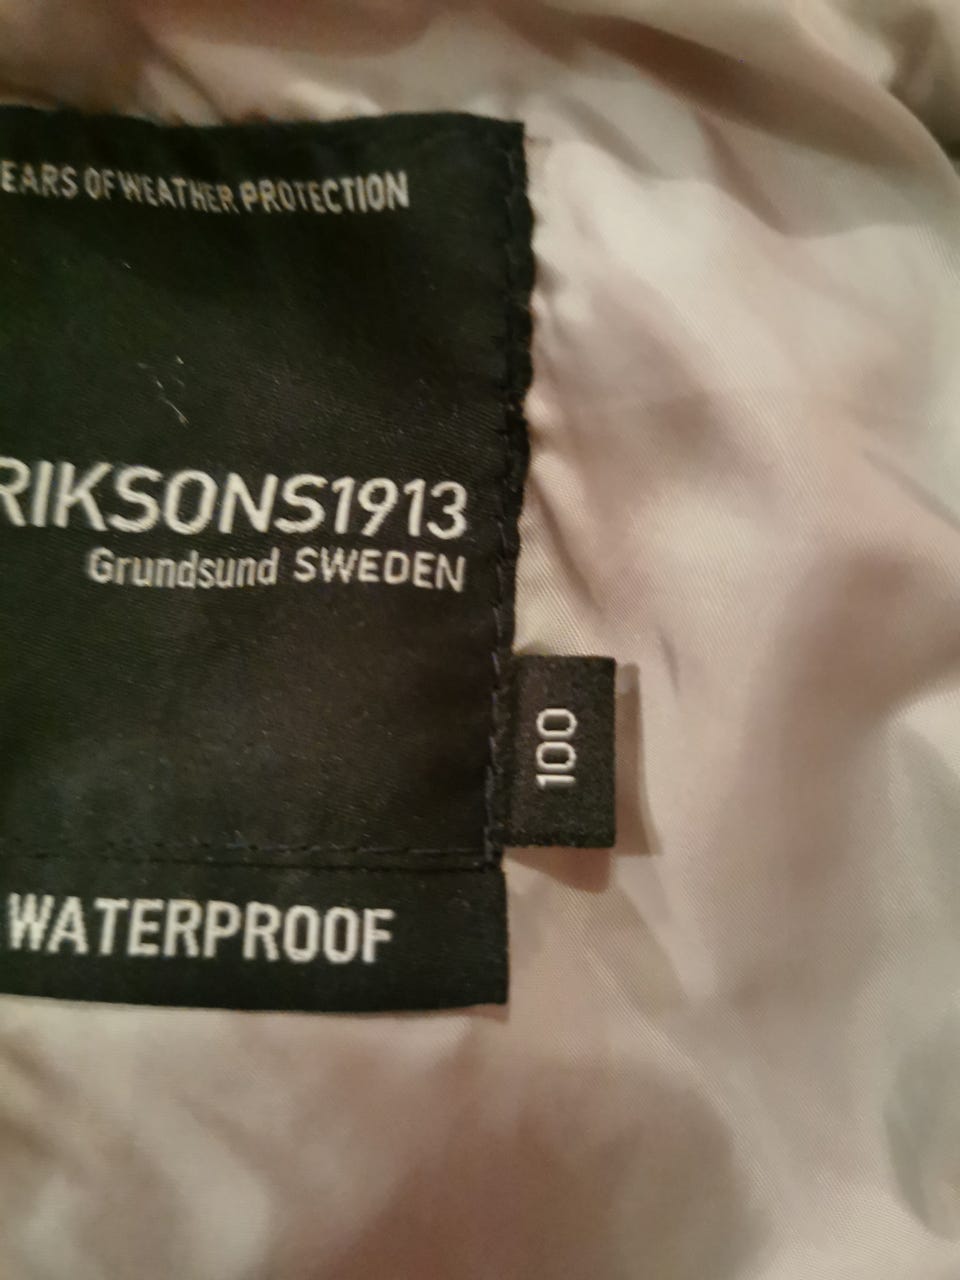 EARS OF WEATHER PROTECTION
RIKSONS1913
Grundsund SWEDEN
100
WATERPROOF